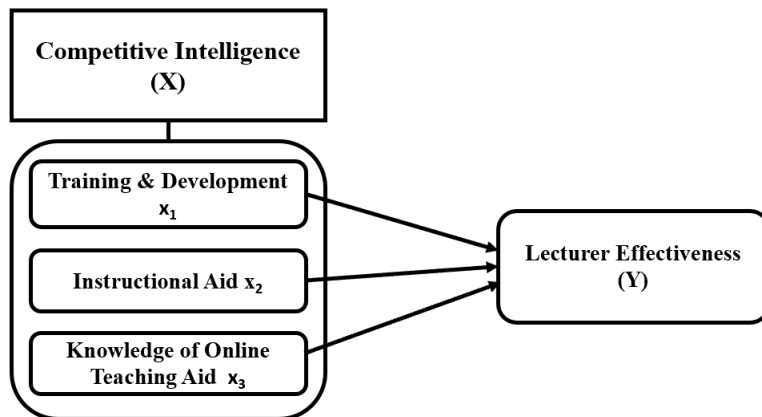 Competitive Intelligence
(X)
Training & Development
x₁
Instructional Aid x₂
Knowledge of Online
Teaching Aid x₃
Lecturer Effectiveness
(Y)